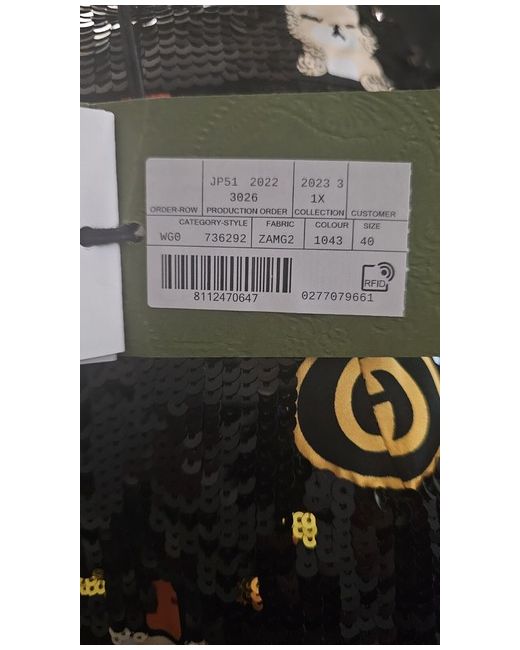 JP51 2022 2023 3
3026 1X
ORDER-ROW PRODUCTION ORDER COLLECTION CUSTOMER
CATEGORY-STYLE FABRIC COLOUR SIZE
WG0 736292 ZAMG2 1043 40
RFID
8112470647 0277079661